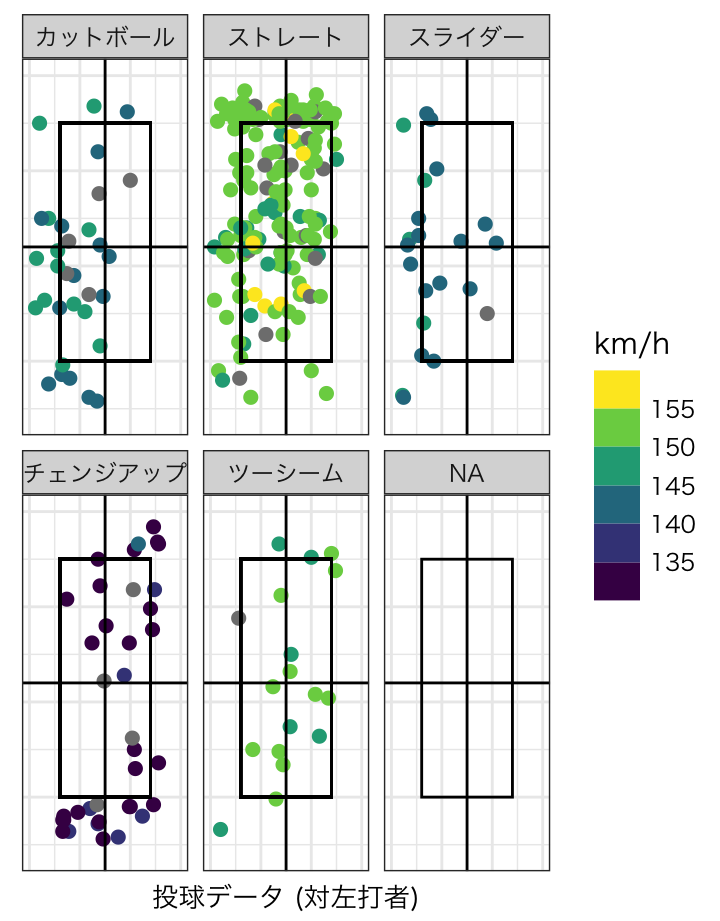 カットボール
ストレート
スライダー
チェンジアップ
ツーシーム
NA
km/h
155
150
145
140
135
投球データ (対左打者)